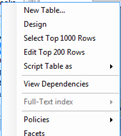 New Table...
Design
Select Top 1000 Rows
Edit Top 200 Rows
Script Table as
View Dependencies
Full-Text index
Policies
Facets